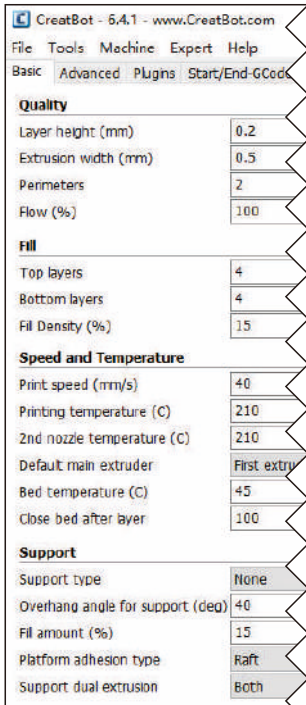 CreatBot - 6.4.1 - www.CreatBot.com
File Tools Machine Expert Help
Basic Advanced Plugins Start/End-GCode
Quality
Layer height (mm) 0.2
Extrusion width (mm) 0.5
Perimeters 2
Flow (%) 100
Fill
Top layers 4
Bottom layers 4
Fill Density (%) 15
Speed and Temperature
Print speed (mm/s) 40
Printing temperature (C) 210
2nd nozzle temperature (C) 210
Default main extruder First extru
Bed temperature (C) 45
Close bed after layer 100
Support
Support type None
Overhang angle for support (deg) 40
Fill amount (%) 15
Platform adhesion type Raft
Support dual extrusion Both